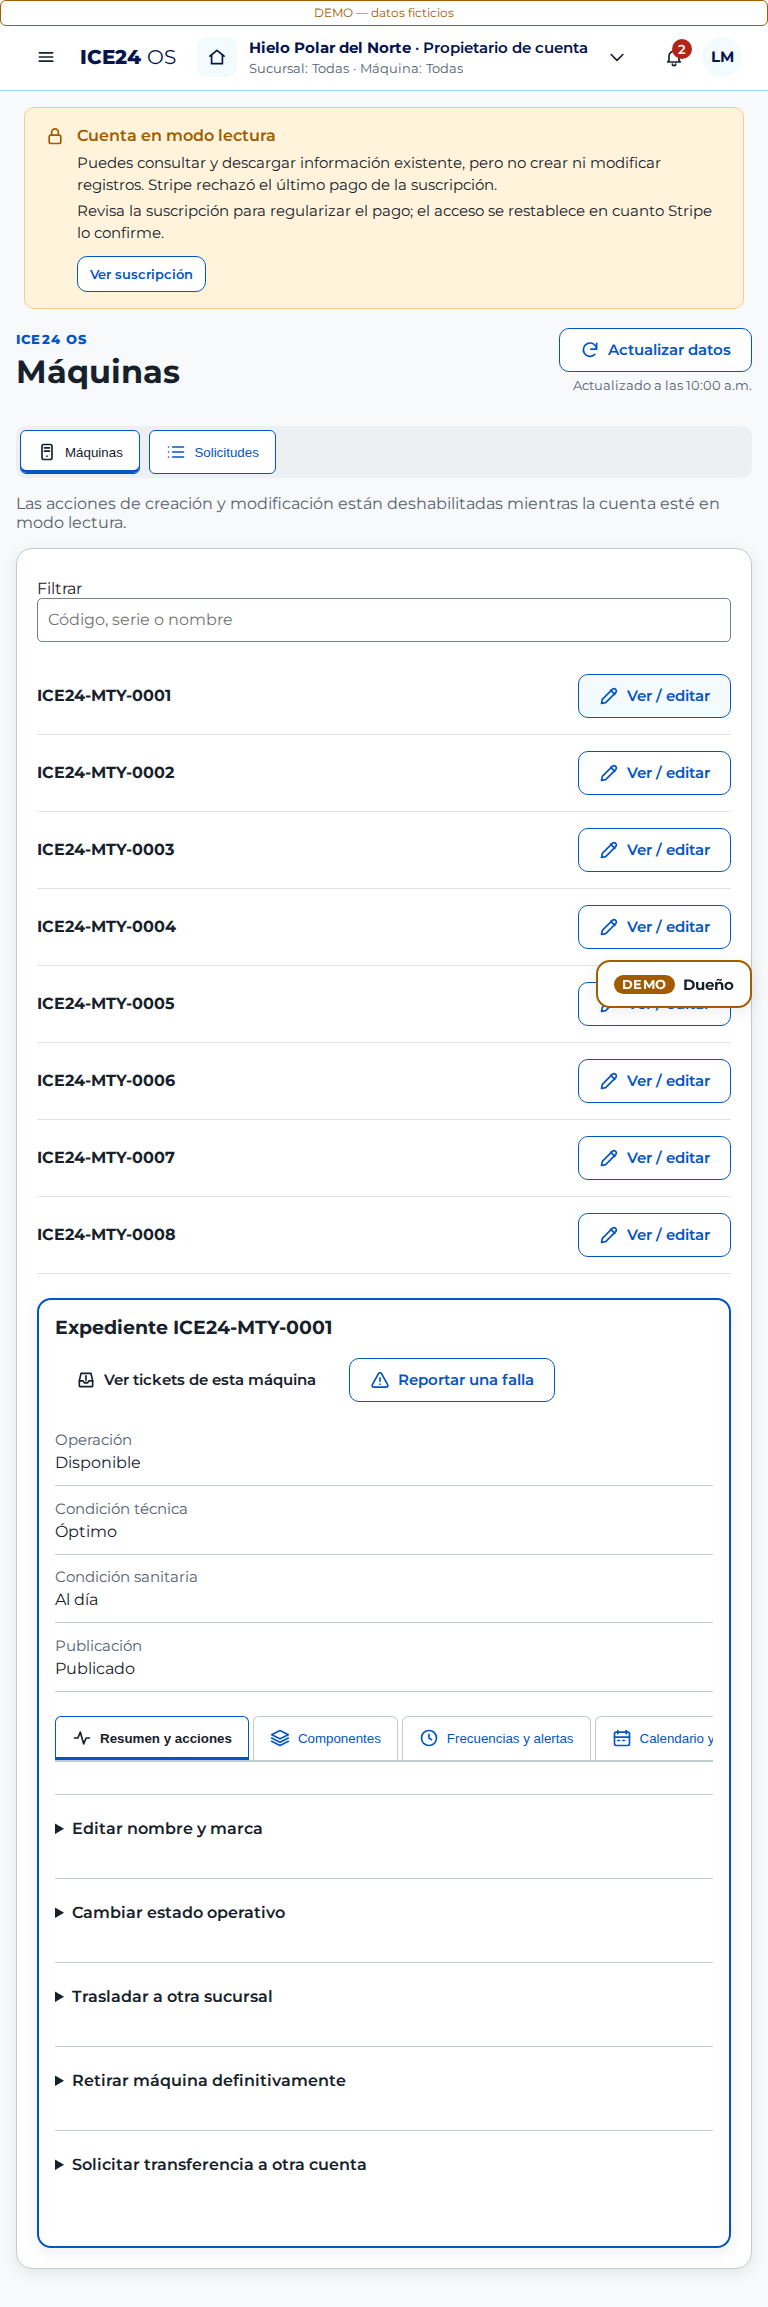 DEMO — datos ficticios
ICE24 OS
Hielo Polar del Norte · Propietario de cuenta
Sucursal: Todas · Máquina: Todas
2
LM
Cuenta en modo lectura
Puedes consultar y descargar información existente, pero no crear ni modificar
registros. Stripe rechazó el último pago de la suscripción.
Revisa la suscripción para regularizar el pago; el acceso se restablece en cuanto Stripe
lo confirme.
Ver suscripción
ICE24 OS
Máquinas
Actualizar datos
Actualizado a las 10:00 a.m.
Máquinas
Solicitudes
Las acciones de creación y modificación están deshabilitadas mientras la cuenta esté en
modo lectura.
Filtrar
Código, serie o nombre
ICE24-MTY-0001
Ver / editar
ICE24-MTY-0002
Ver / editar
ICE24-MTY-0003
Ver / editar
ICE24-MTY-0004
Ver / editar
DEMO Dueño
ICE24-MTY-0005
ICE24-MTY-0006
Ver / editar
ICE24-MTY-0007
Ver / editar
ICE24-MTY-0008
Ver / editar
Expediente ICE24-MTY-0001
Ver tickets de esta máquina
Reportar una falla
Operación
Disponible
Condición técnica
Óptimo
Condición sanitaria
Al día
Publicación
Publicado
Resumen y acciones
Componentes
Frecuencias y alertas
Calendario y
Editar nombre y marca
Cambiar estado operativo
Trasladar a otra sucursal
Retirar máquina definitivamente
Solicitar transferencia a otra cuenta